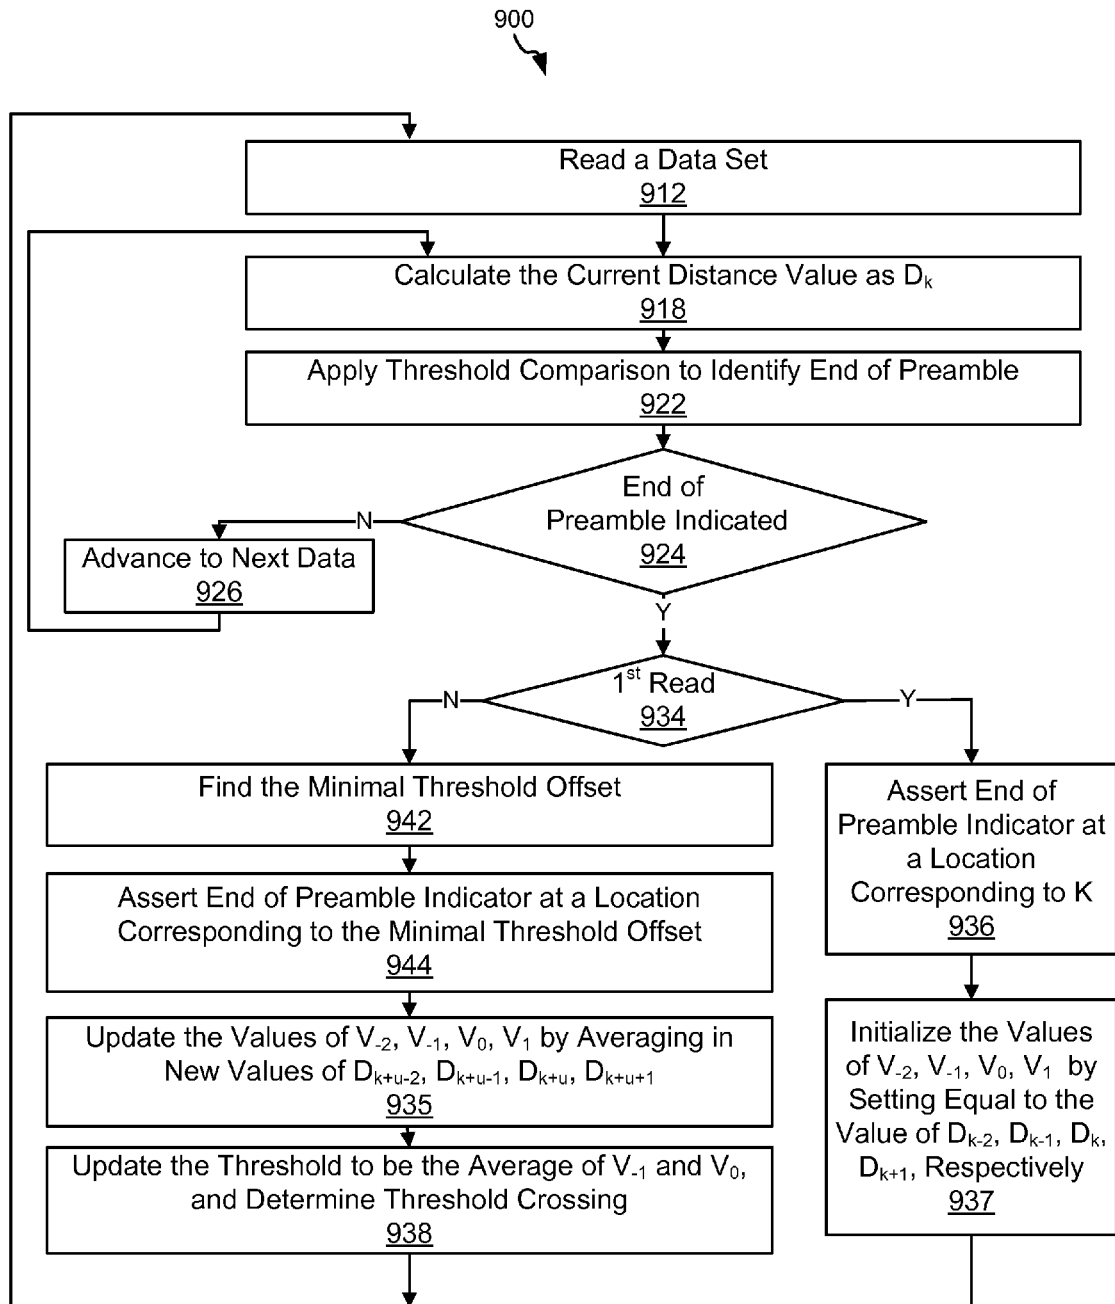 900
Read a Data Set
912
Calculate the Current Distance Value as Dk
918
Apply Threshold Comparison to Identify End of Preamble
922
End of
Preamble Indicated
924
N
Advance to Next Data
926
Y
1st Read
934
N
Y
Find the Minimal Threshold Offset
942
Assert End of Preamble Indicator at a Location
Corresponding to the Minimal Threshold Offset
944
Update the Values of V-2, V-1, V0, V1 by Averaging in
New Values of Dk+u-2, Dk+u-1, Dk+u, Dk+u+1
935
Update the Threshold to be the Average of V-1 and V0,
and Determine Threshold Crossing
938
Assert End of
Preamble Indicator at
a Location
Corresponding to K
936
Initialize the Values
of V-2, V-1, V0, V1 by
Setting Equal to the
Value of Dk-2, Dk-1, Dk,
Dk+1, Respectively
937